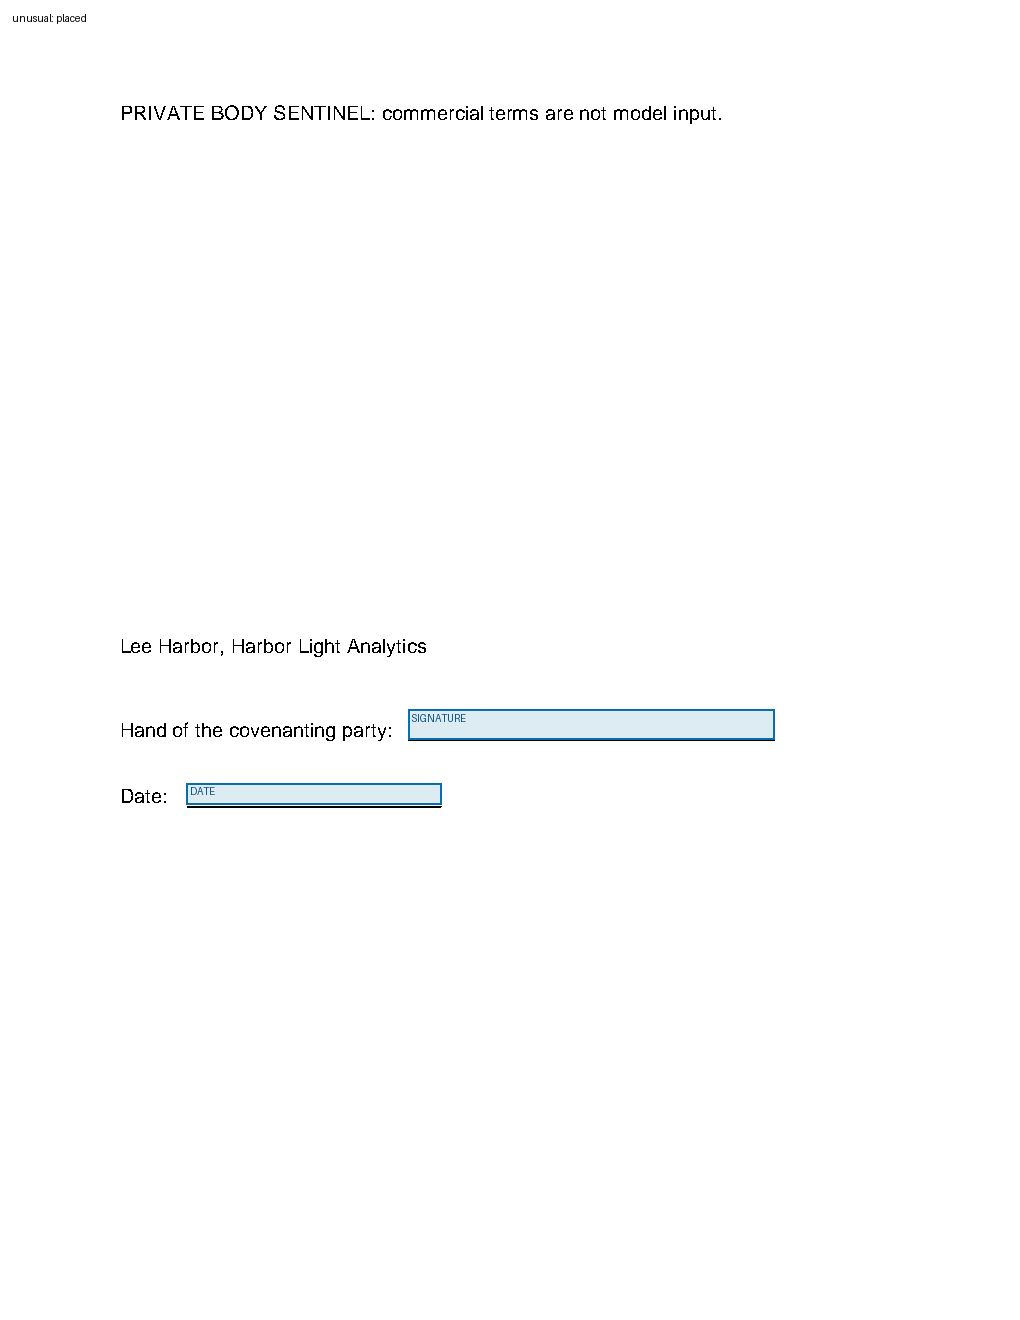 unusual: placed
PRIVATE BODY SENTINEL: commercial terms are not model input.
Lee Harbor, Harbor Light Analytics
Hand of the covenanting party: SIGNATURE
Date: DATE